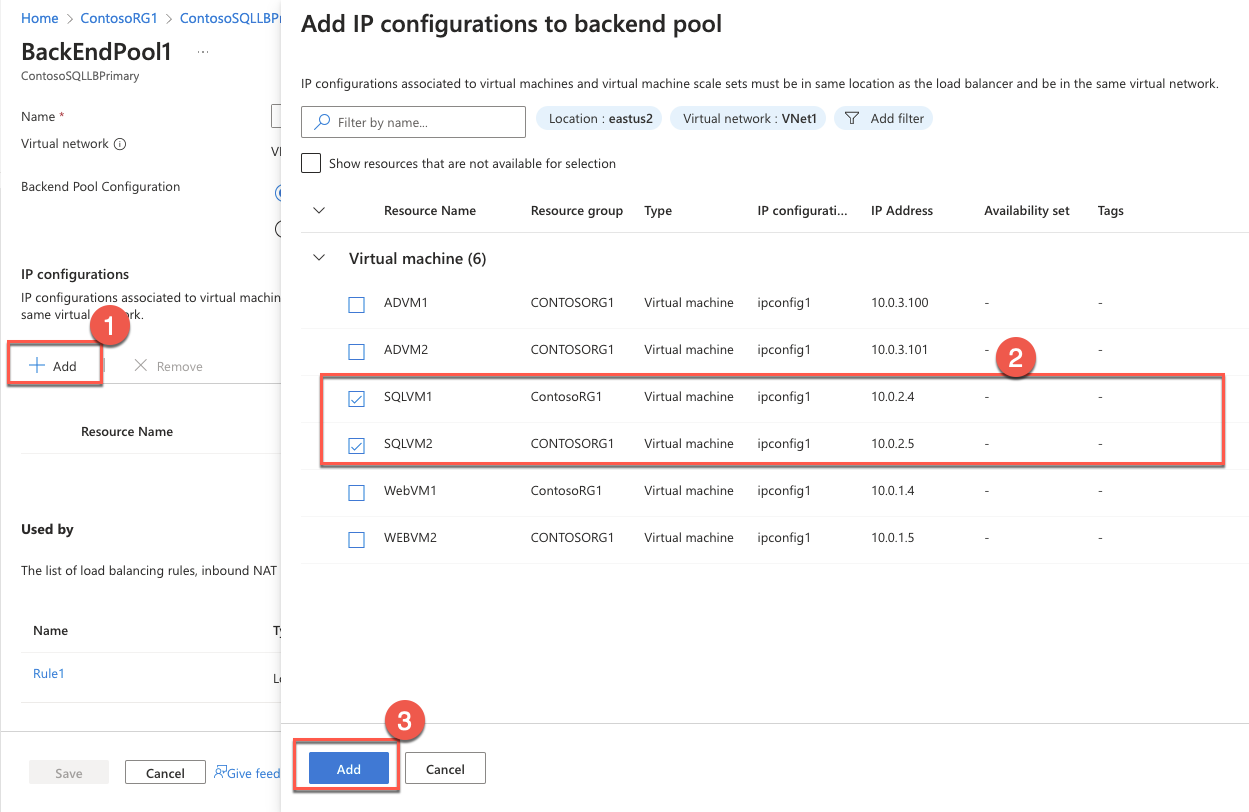 Home > ContosoRG1 > ContosoSQLLBPr
BackEndPool1 ...
ContosoSQLLBPrimary
Name *
Virtual network
Backend Pool Configuration
IP configurations
IP configurations associated to virtual machin
same virtual
1
+ Add
Remove
Resource Name
Used by
The list of load balancing rules, inbound NAT
Name
Rule1
Save
Cancel
Give feed
Add IP configurations to backend pool
IP configurations associated to virtual machines and virtual machine scale sets must be in same location as the load balancer and be in the same virtual network.
Filter by name...
Location : eastus2
Virtual network : VNet1
Add filter
Show resources that are not available for selection
Resource Name Resource group Type IP configurati... IP Address Availability set Tags
Virtual machine (6)
ADVM1 CONTOSORG1 Virtual machine ipconfig1 10.0.3.100 - -
ADVM2 CONTOSORG1 Virtual machine ipconfig1 10.0.3.101 - -
2
SQLVM1 ContosoRG1 Virtual machine ipconfig1 10.0.2.4 - -
SQLVM2 CONTOSORG1 Virtual machine ipconfig1 10.0.2.5 - -
WebVM1 ContosoRG1 Virtual machine ipconfig1 10.0.1.4 - -
WEBVM2 CONTOSORG1 Virtual machine ipconfig1 10.0.1.5 - -
3
Add
Cancel